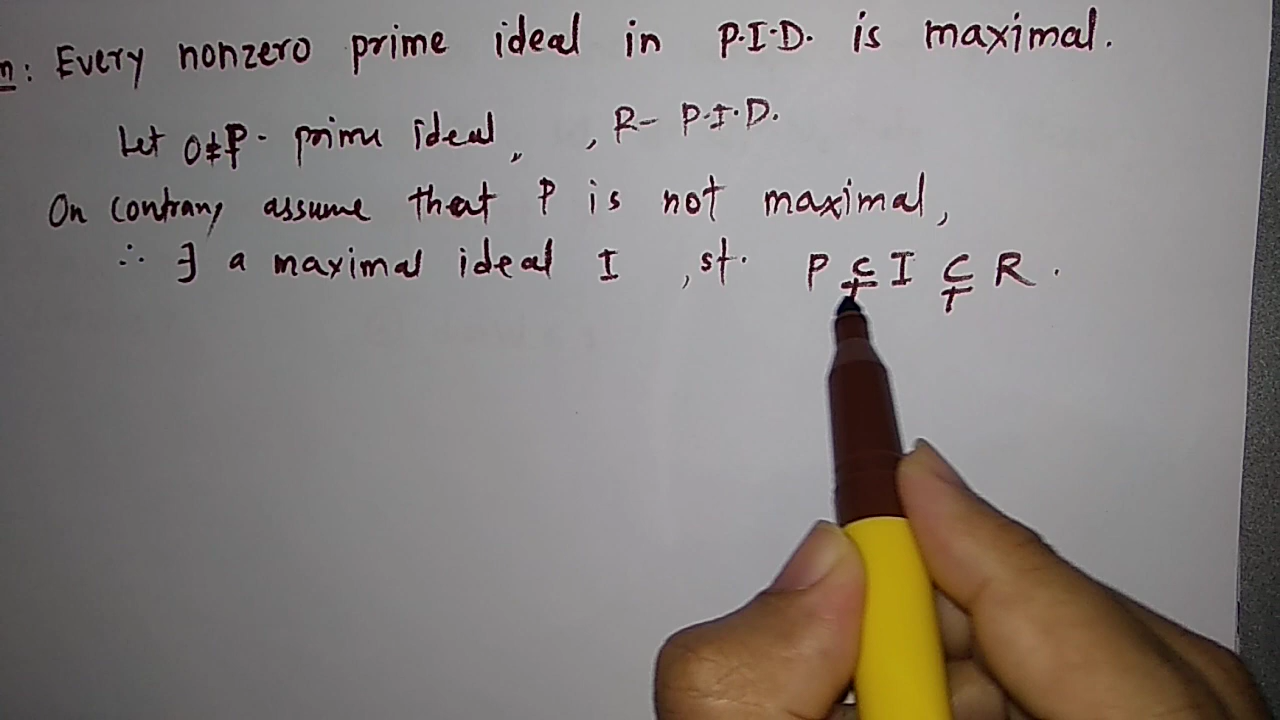 n: Every nonzero prime ideal in P.I.D. is maximal.
Let 0≠P - prime ideal, , R- P.I.D.
On contrany assume that P is not maximal,
∴ ∃ a maximal ideal I , st. P ⊊ I ⊊ R .